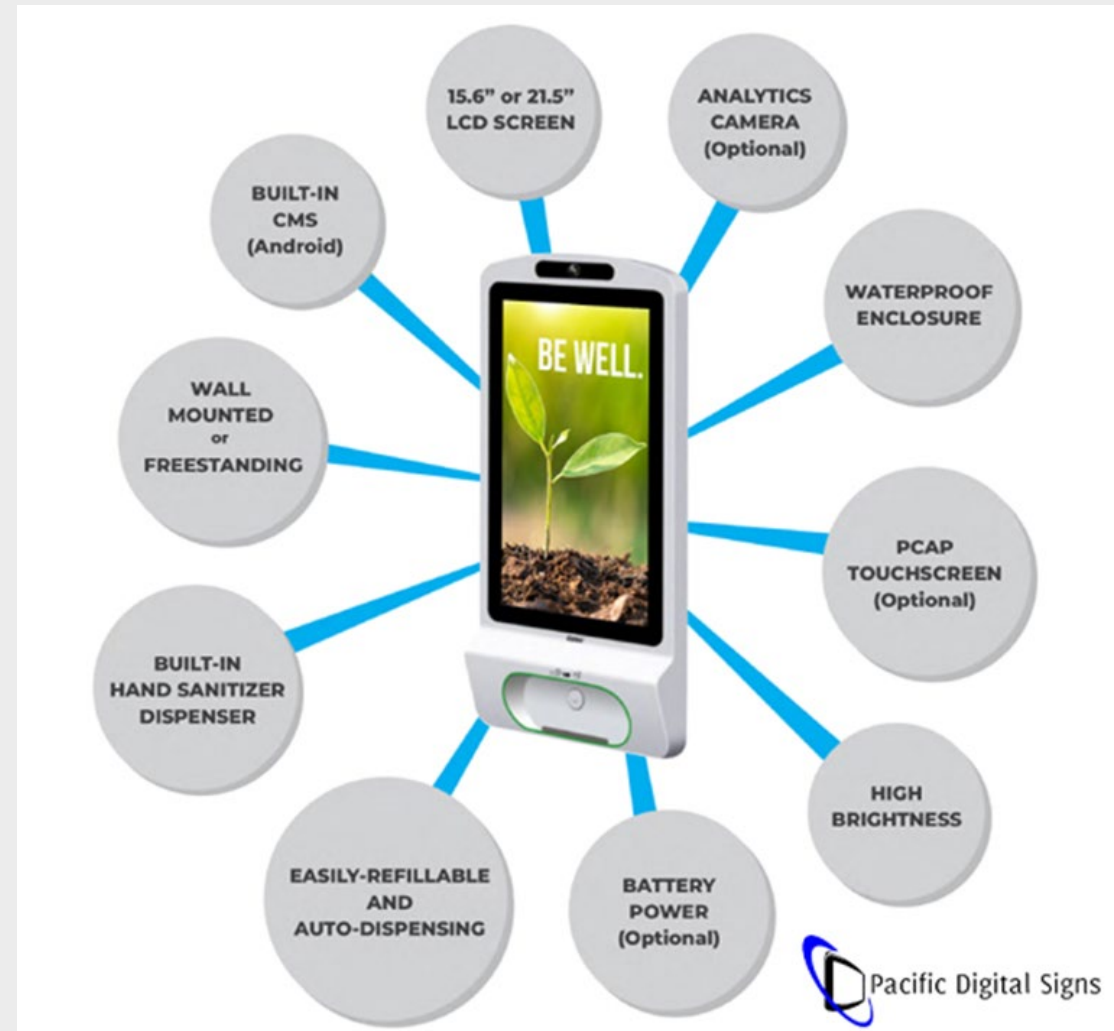 15.6” or 21.5”
LCD SCREEN
ANALYTICS
CAMERA
(Optional)
BUILT-IN
CMS
(Android)
WATERPROOF
ENCLOSURE
BE WELL.
WALL
MOUNTED
or
FREESTANDING
PCAP
TOUCHSCREEN
(Optional)
BUILT-IN
HAND SANITIZER
DISPENSER
HIGH
BRIGHTNESS
EASILY-REFILLABLE
AND
AUTO-DISPENSING
BATTERY
POWER
(Optional)
Pacific Digital Signs